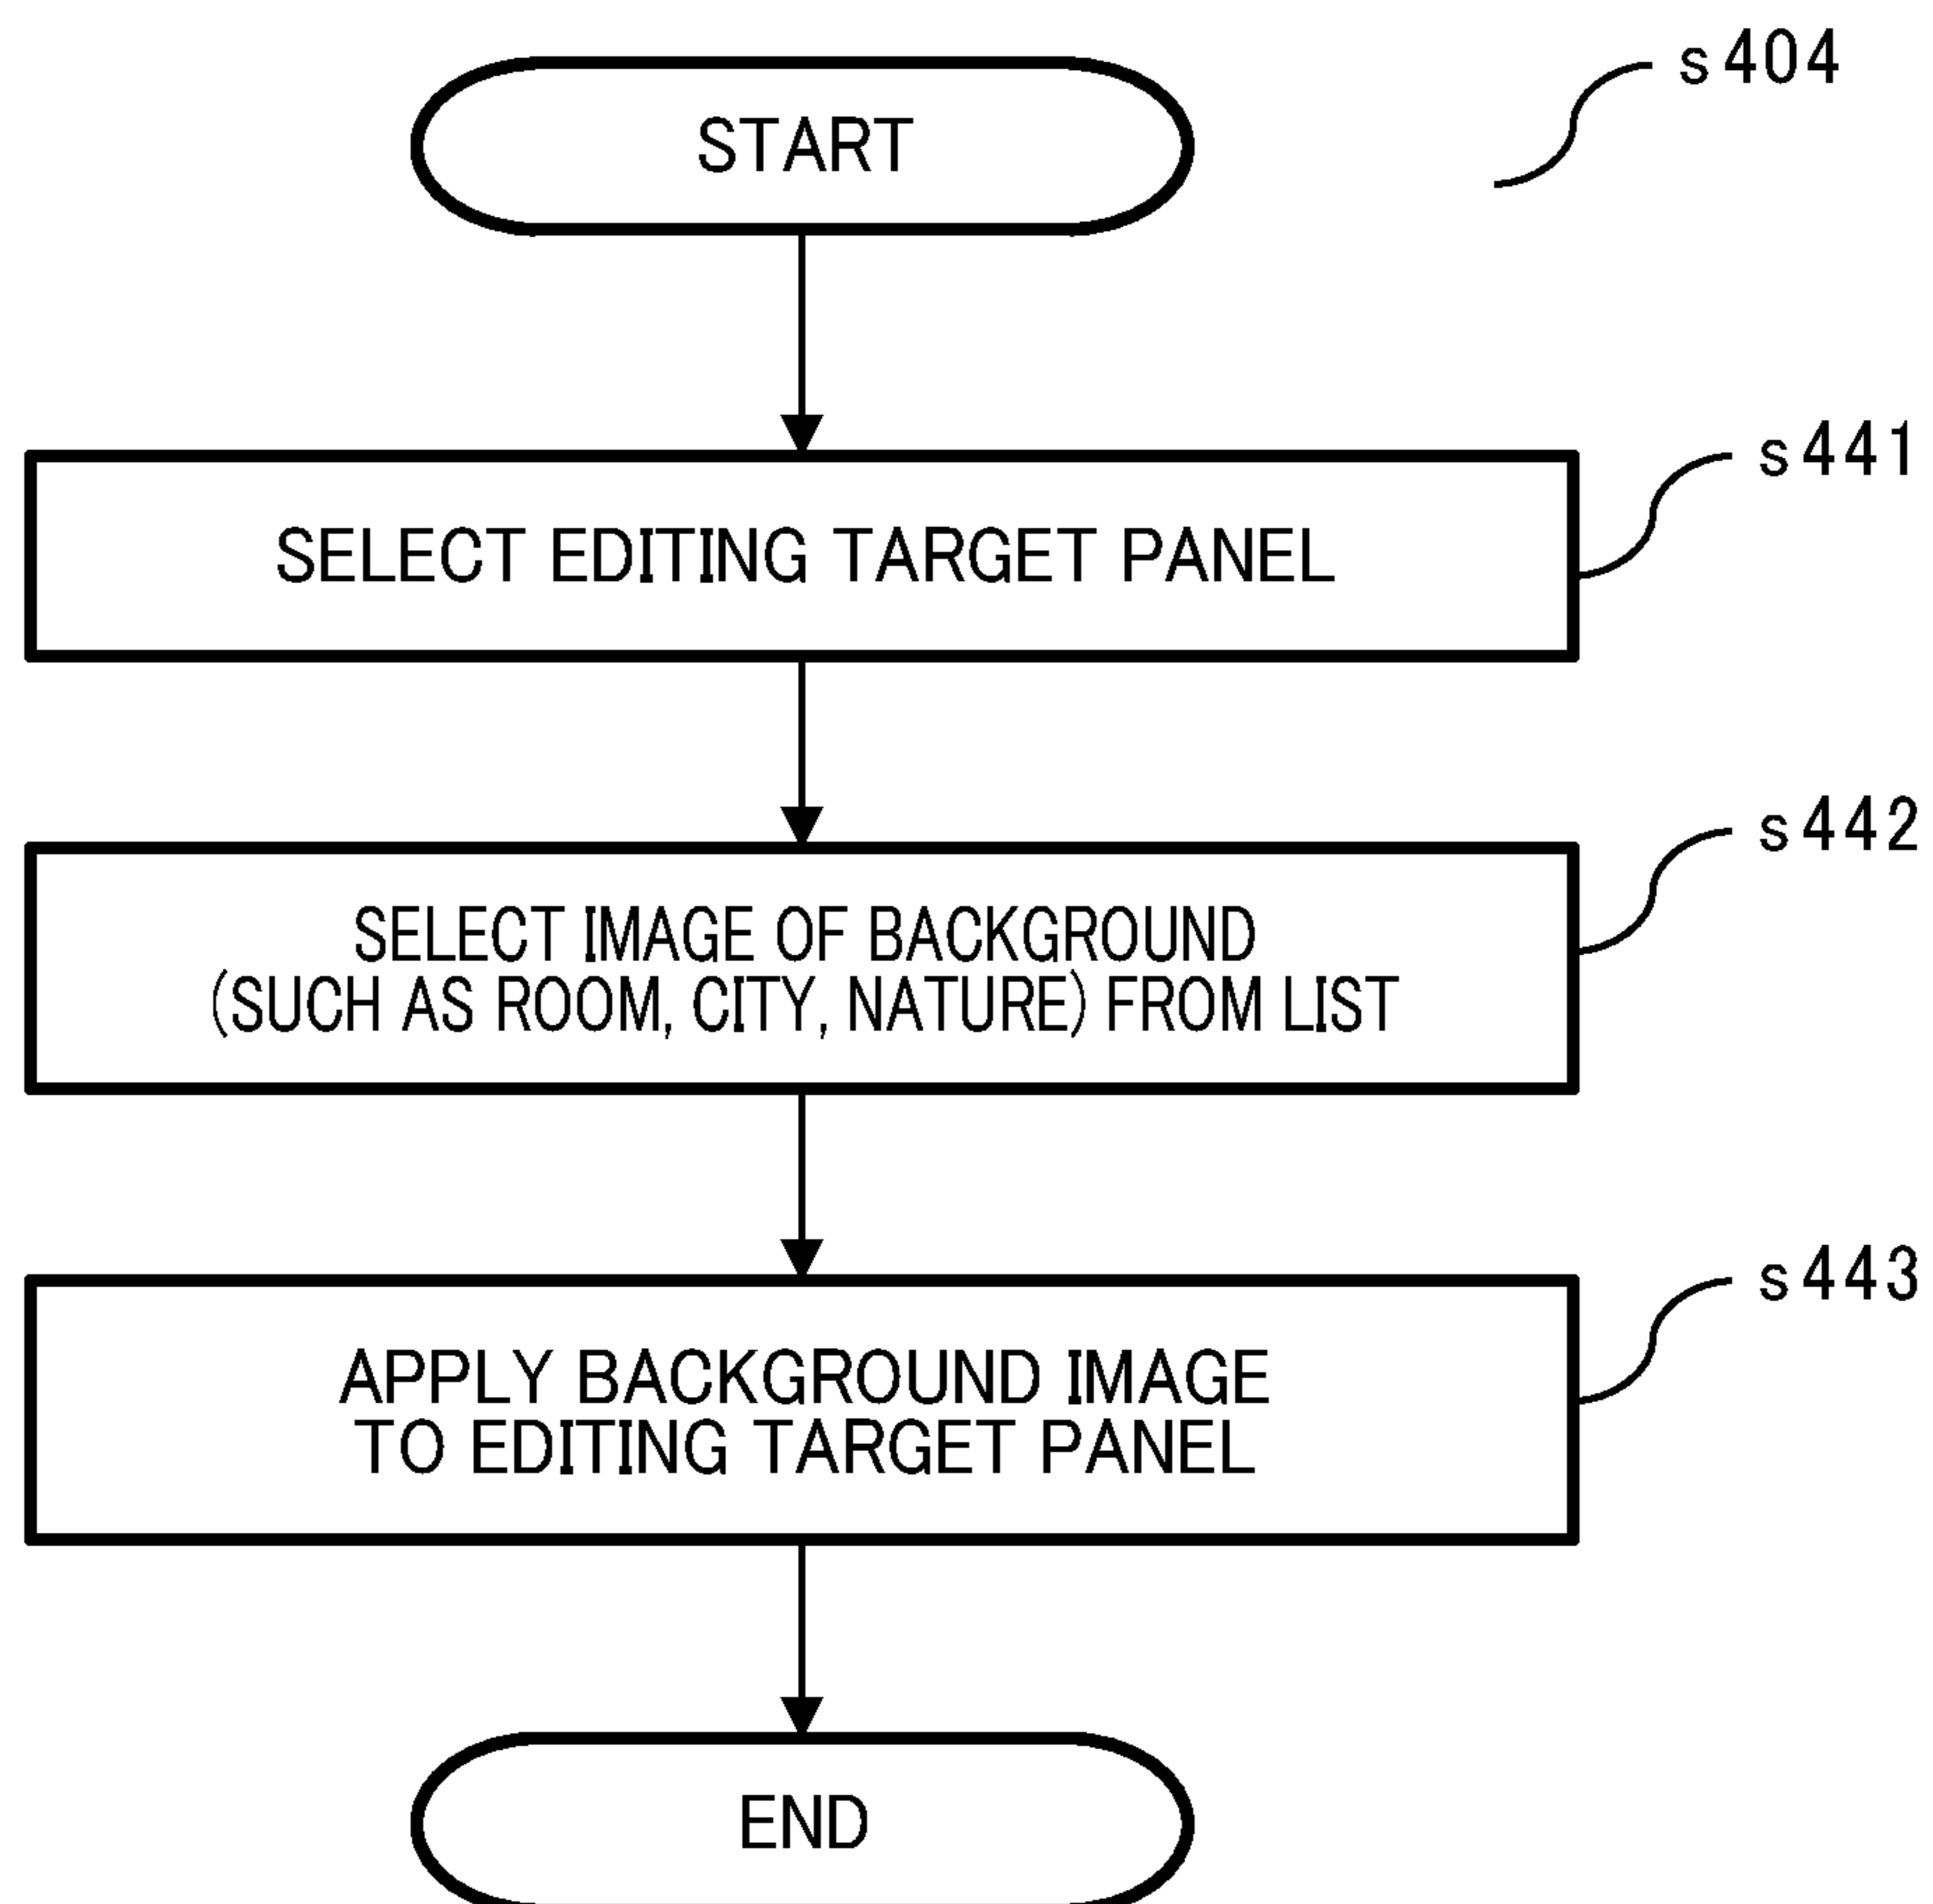 s404
START
s441
SELECT EDITING TARGET PANEL
s442
SELECT IMAGE OF BACKGROUND
(SUCH AS ROOM, CITY, NATURE) FROM LIST
s443
APPLY BACKGROUND IMAGE
TO EDITING TARGET PANEL
END